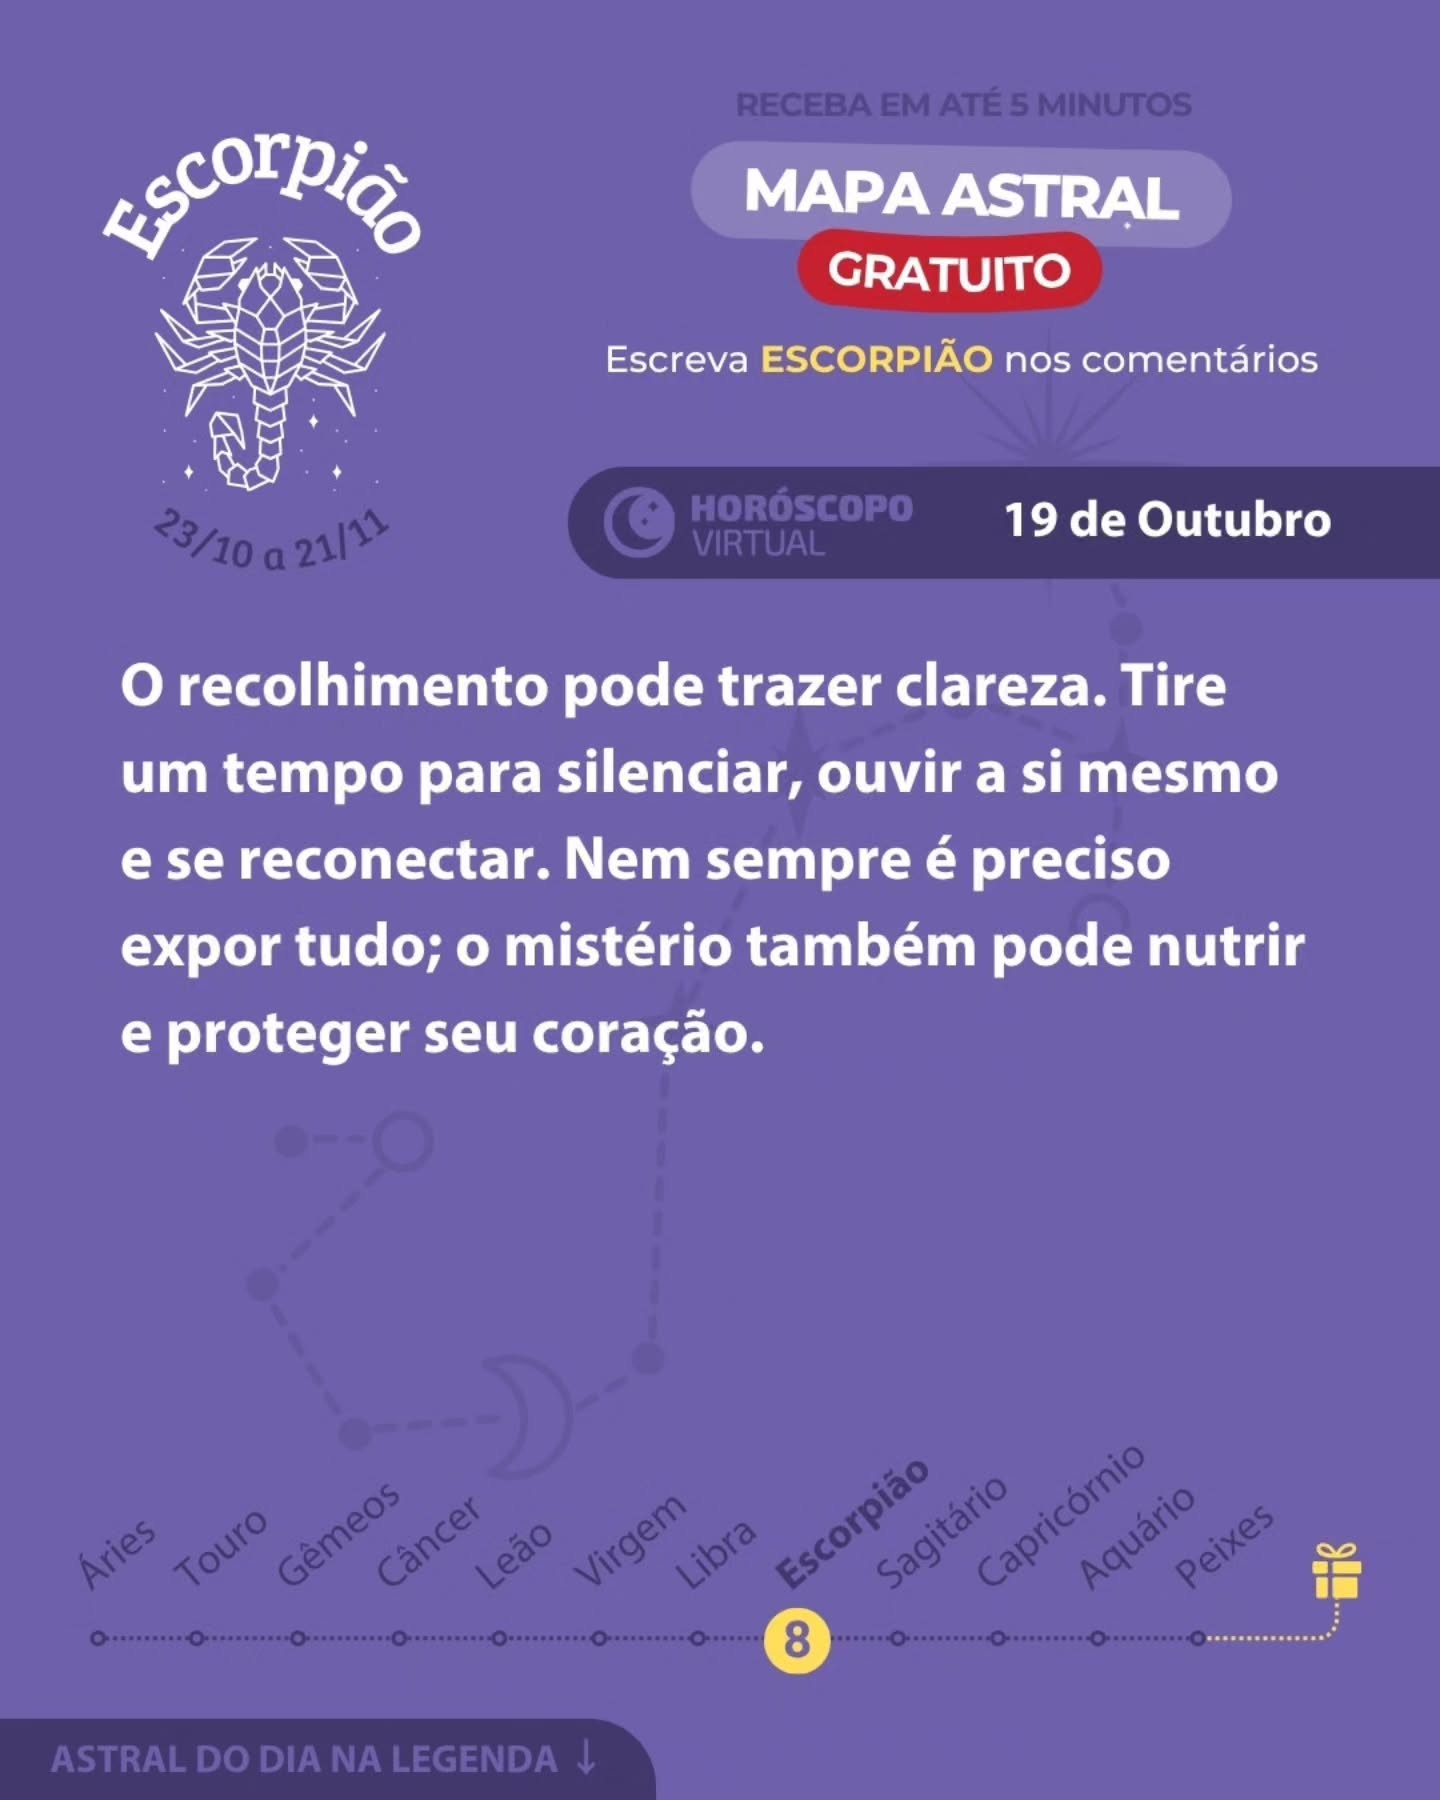 Escorpião
23/10 a 21/11
RECEBA EM ATÉ 5 MINUTOS
MAPA ASTRAL
GRATUITO
Escreva ESCORPIÃO nos comentários
HORÓSCOPO
VIRTUAL
19 de Outubro
O recolhimento pode trazer clareza. Tire
um tempo para silenciar, ouvir a si mesmo
e se reconectar. Nem sempre é preciso
expor tudo; o mistério também pode nutrir
e proteger seu coração.
Áries
Touro
Gêmeos
Câncer
Leão
Virgem
Libra
Escorpião
Sagitário
Capricórnio
Aquário
Peixes
8
ASTRAL DO DIA NA LEGENDA ↓